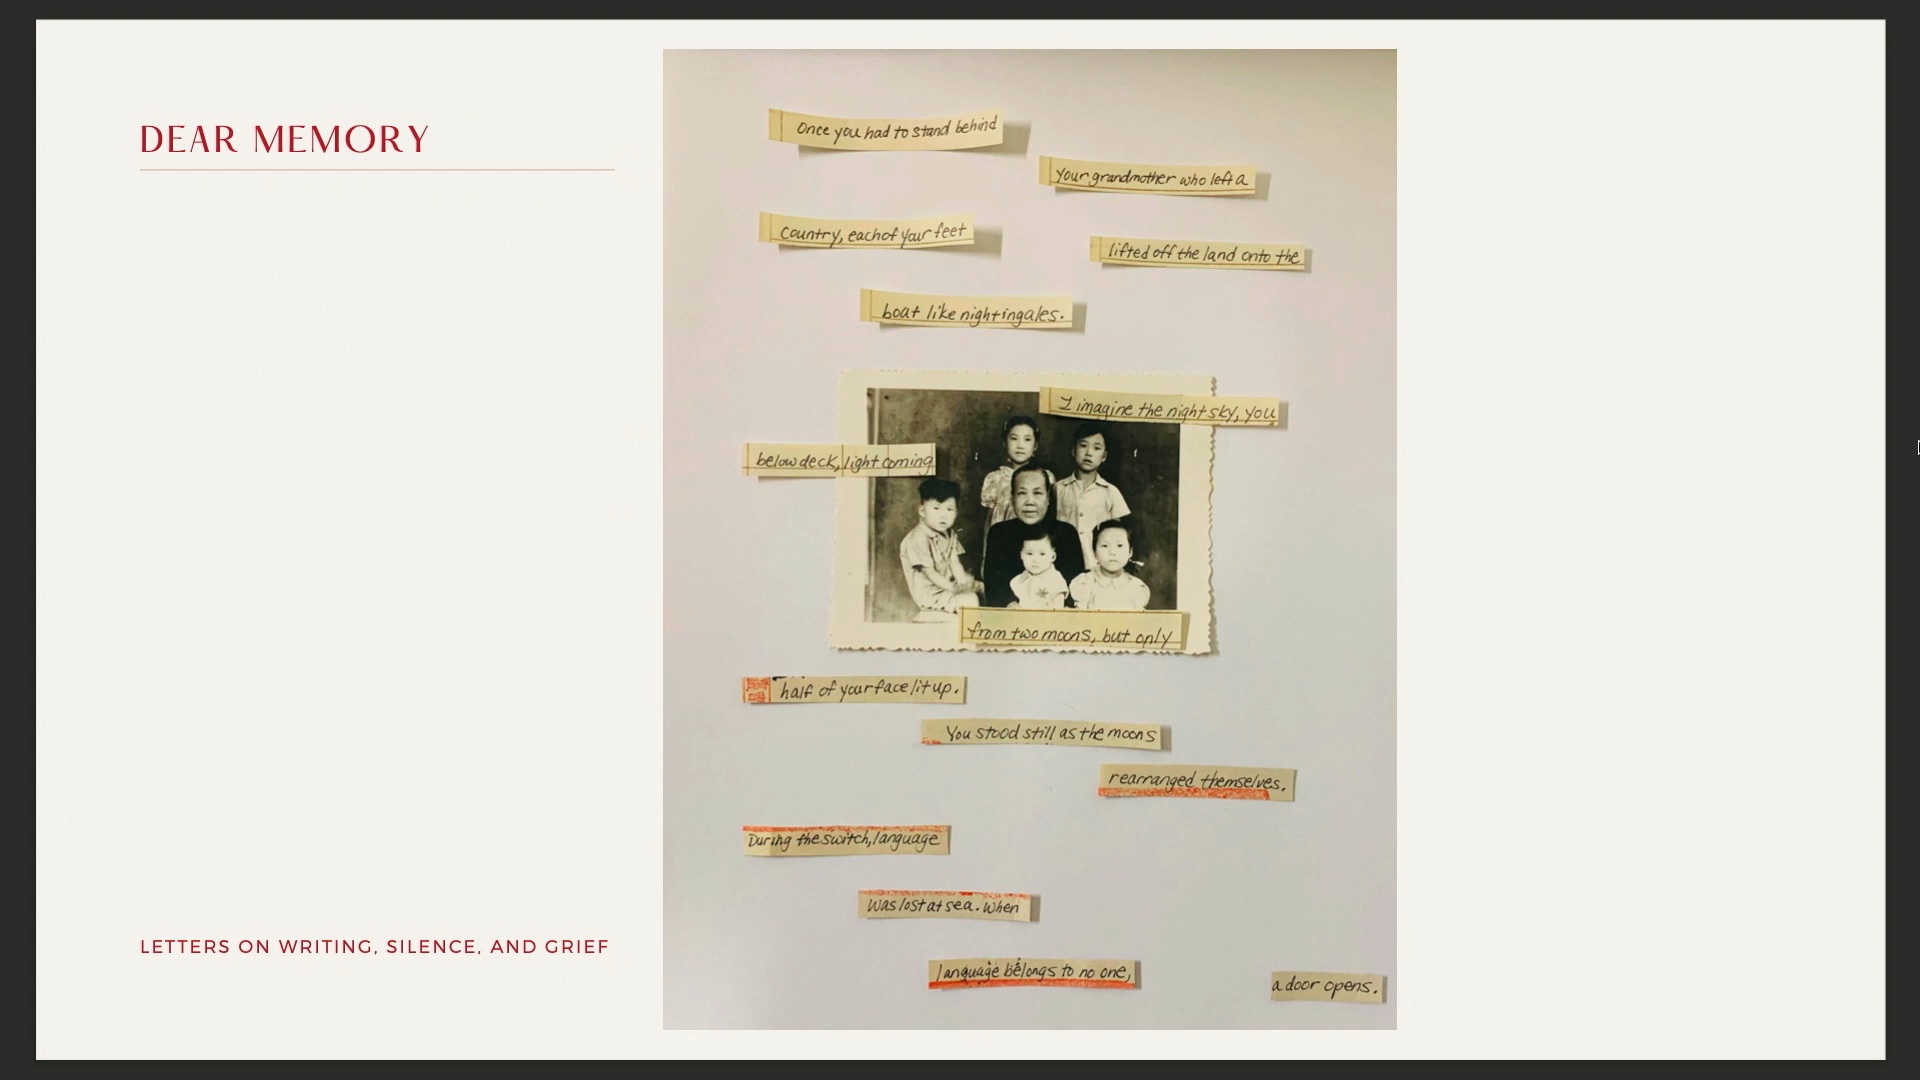 DEAR MEMORY
Once you had to stand behind
your grandmother who left a
country, each of your feet
lifted off the land onto the
boat like nightingales.
I imagine the night sky, you
below deck, light coming
from two moons, but only
half of your face lit up.
You stood still as the moons
rearranged themselves.
During the switch, language
was lost at sea. When
language belongs to no one,
a door opens.
LETTERS ON WRITING, SILENCE, AND GRIEF